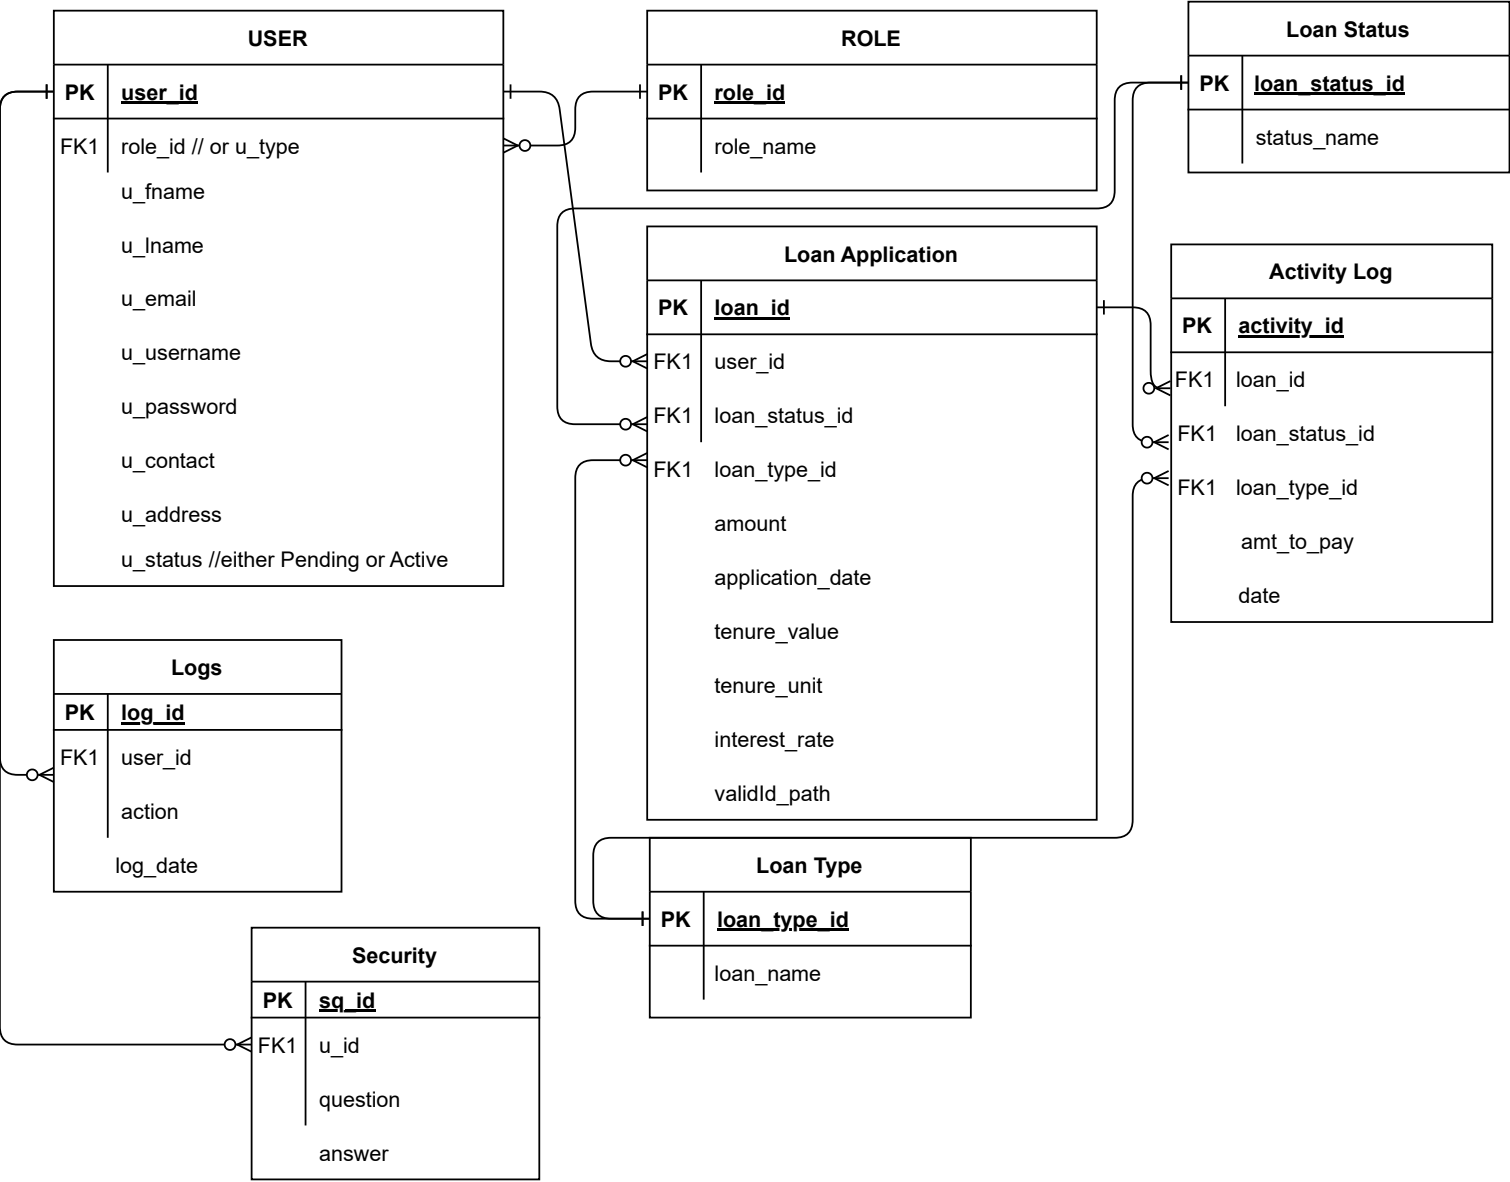 USER
PK user_id
FK1 role_id // or u_type
u_fname
u_lname
u_email
u_username
u_password
u_contact
u_address
u_status //either Pending or Active
ROLE
PK role_id
role_name
Loan Status
PK loan_status_id
status_name
Loan Application
PK loan_id
FK1 user_id
FK1 loan_status_id
FK1 loan_type_id
amount
application_date
tenure_value
tenure_unit
interest_rate
validId_path
Activity Log
PK activity_id
FK1 loan_id
FK1 loan_status_id
FK1 loan_type_id
amt_to_pay
date
Logs
PK log_id
FK1 user_id
action
log_date
Loan Type
PK loan_type_id
loan_name
Security
PK sq_id
FK1 u_id
question
answer